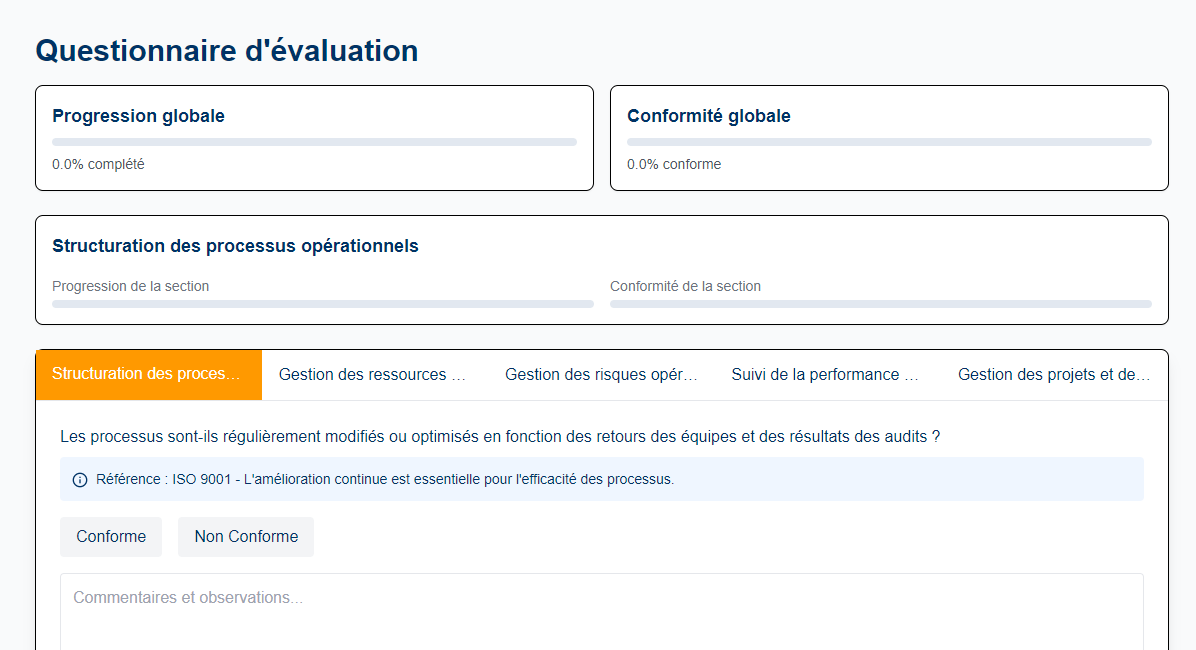 Questionnaire d'évaluation
Progression globale
0.0% complété
Conformité globale
0.0% conforme
Structuration des processus opérationnels
Progression de la section
Conformité de la section
Structuration des proces...
Gestion des ressources ...
Gestion des risques opér...
Suivi de la performance ...
Gestion des projets et de...
Les processus sont-ils régulièrement modifiés ou optimisés en fonction des retours des équipes et des résultats des audits ?
Référence : ISO 9001 - L'amélioration continue est essentielle pour l'efficacité des processus.
Conforme
Non Conforme
Commentaires et observations...